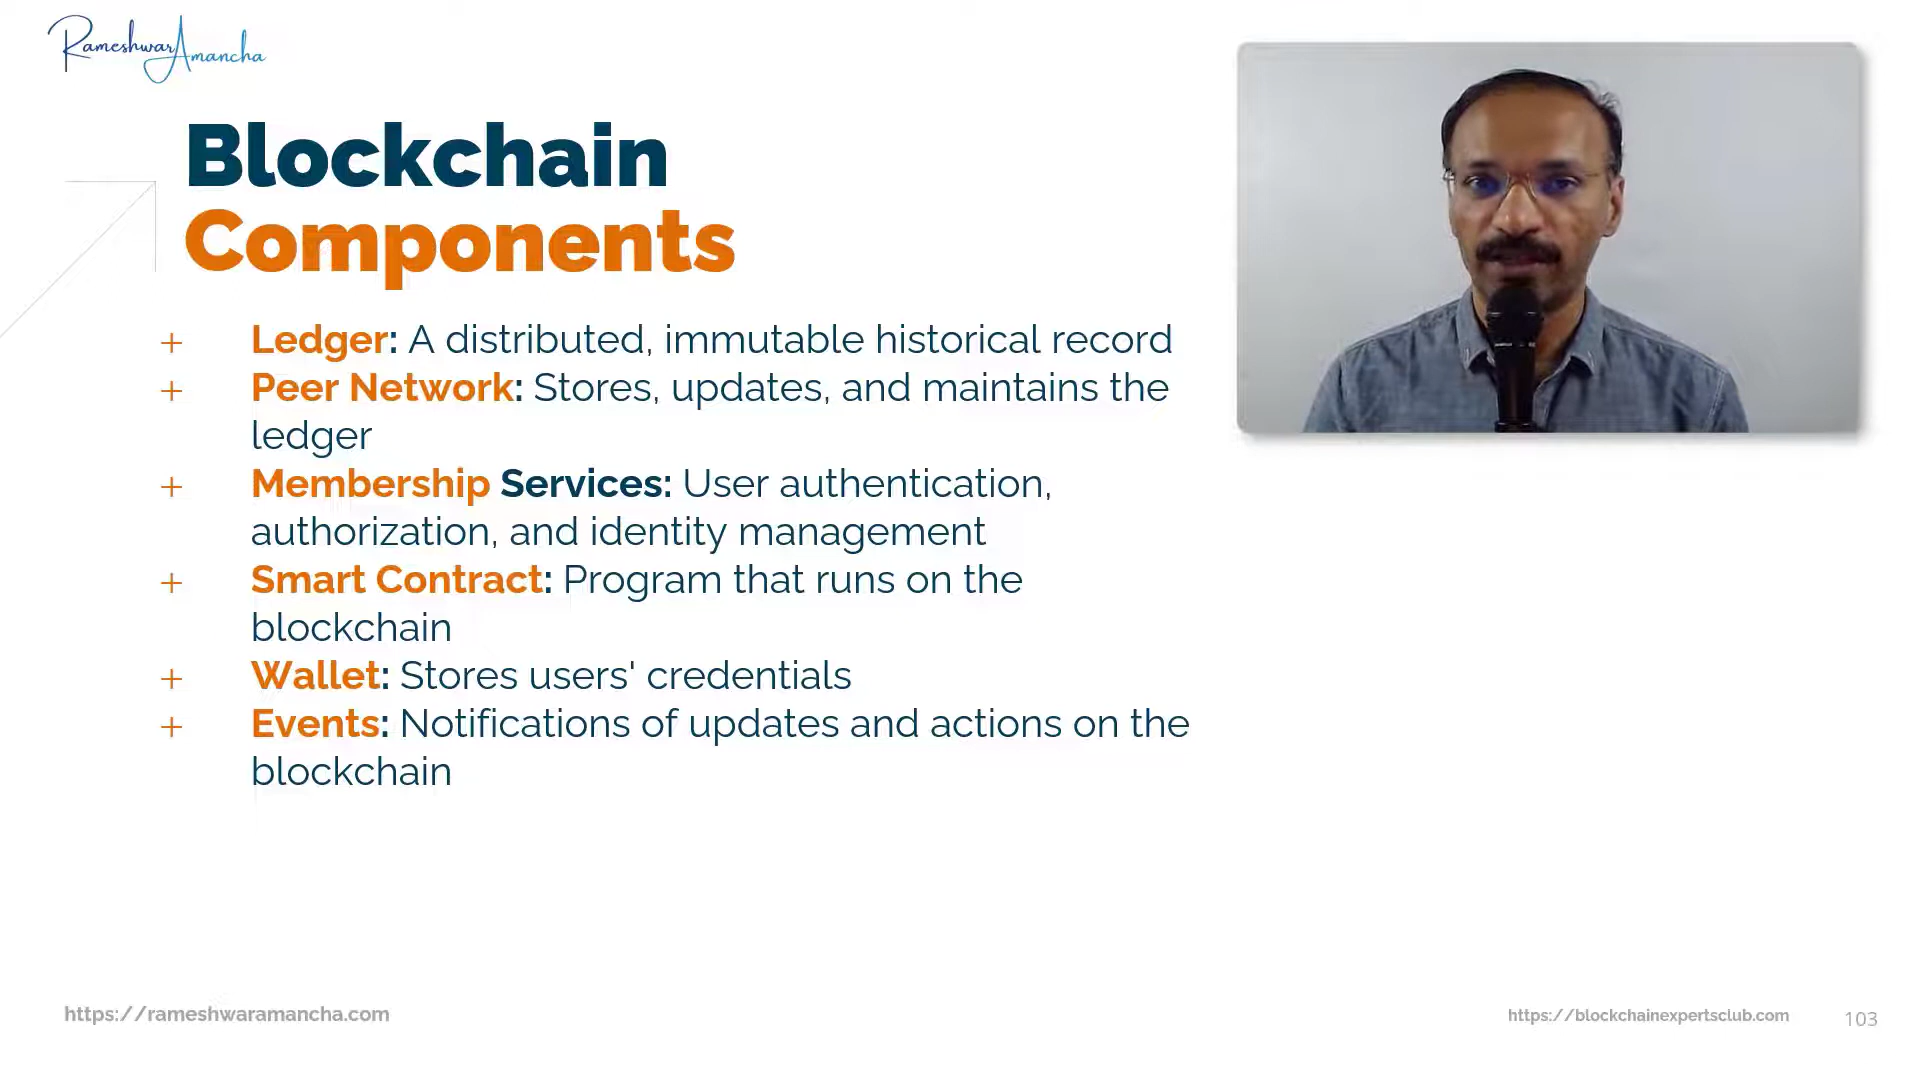 Rameshwar Amancha
Blockchain
Components
+ Ledger: A distributed, immutable historical record
+ Peer Network: Stores, updates, and maintains the
ledger
+ Membership Services: User authentication,
authorization, and identity management
+ Smart Contract: Program that runs on the
blockchain
+ Wallet: Stores users' credentials
+ Events: Notifications of updates and actions on the
blockchain
https://rameshwaramancha.com
https://blockchainexpertsclub.com
103